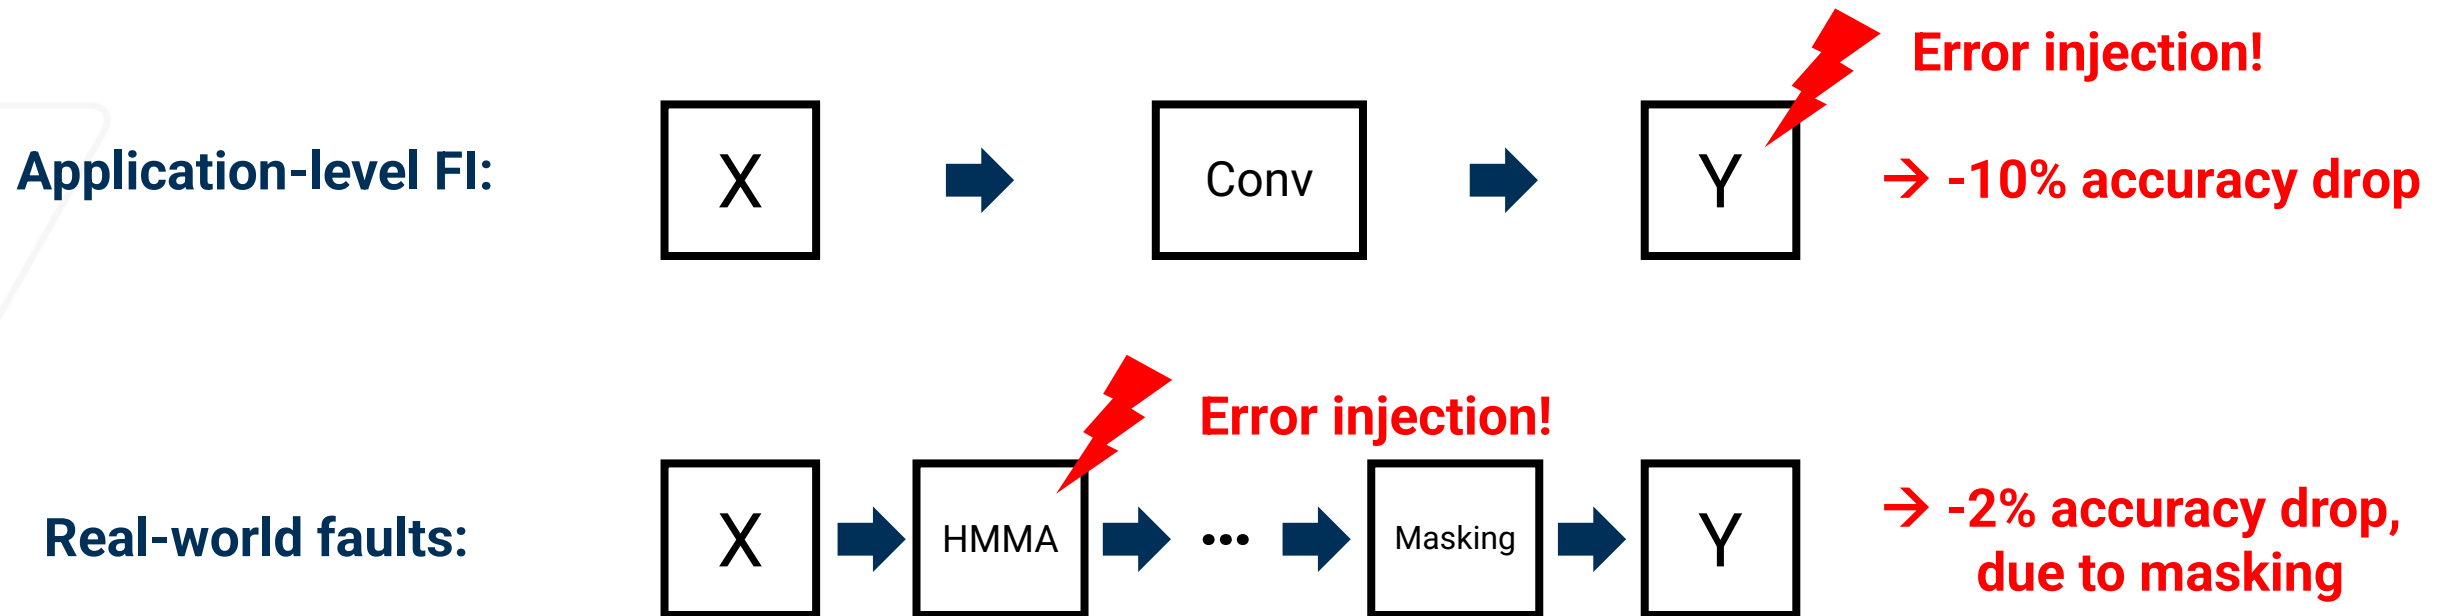 Error injection!
Application-level FI:
X
Conv
Y
→ -10% accuracy drop
Error injection!
Real-world faults:
X
HMMA
...
Masking
Y
→ -2% accuracy drop,
due to masking